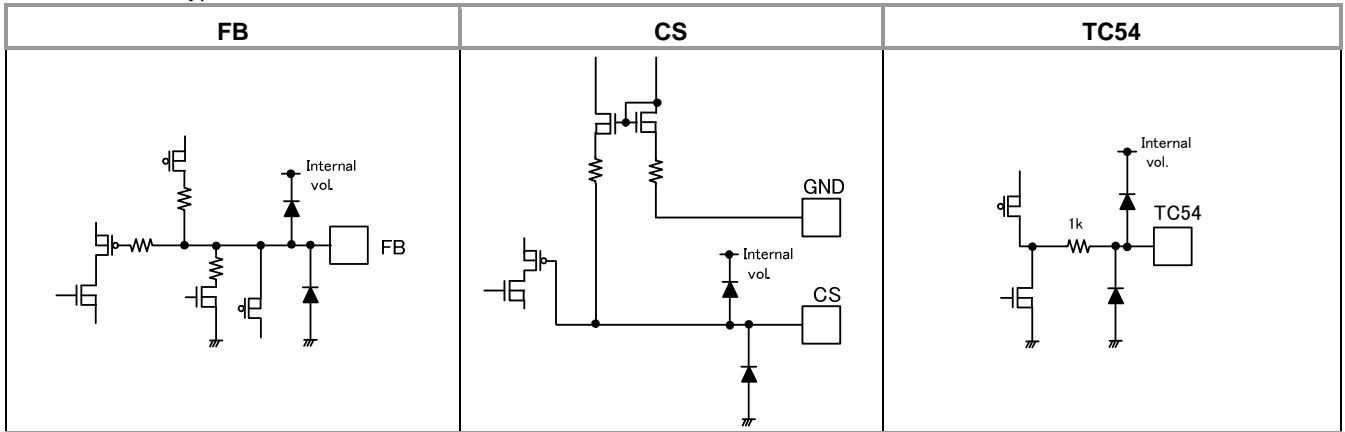 FB
CS
TC54
Internal
vol.
FB
GND
Internal
vol.
CS
Internal
vol.
TC54
1k